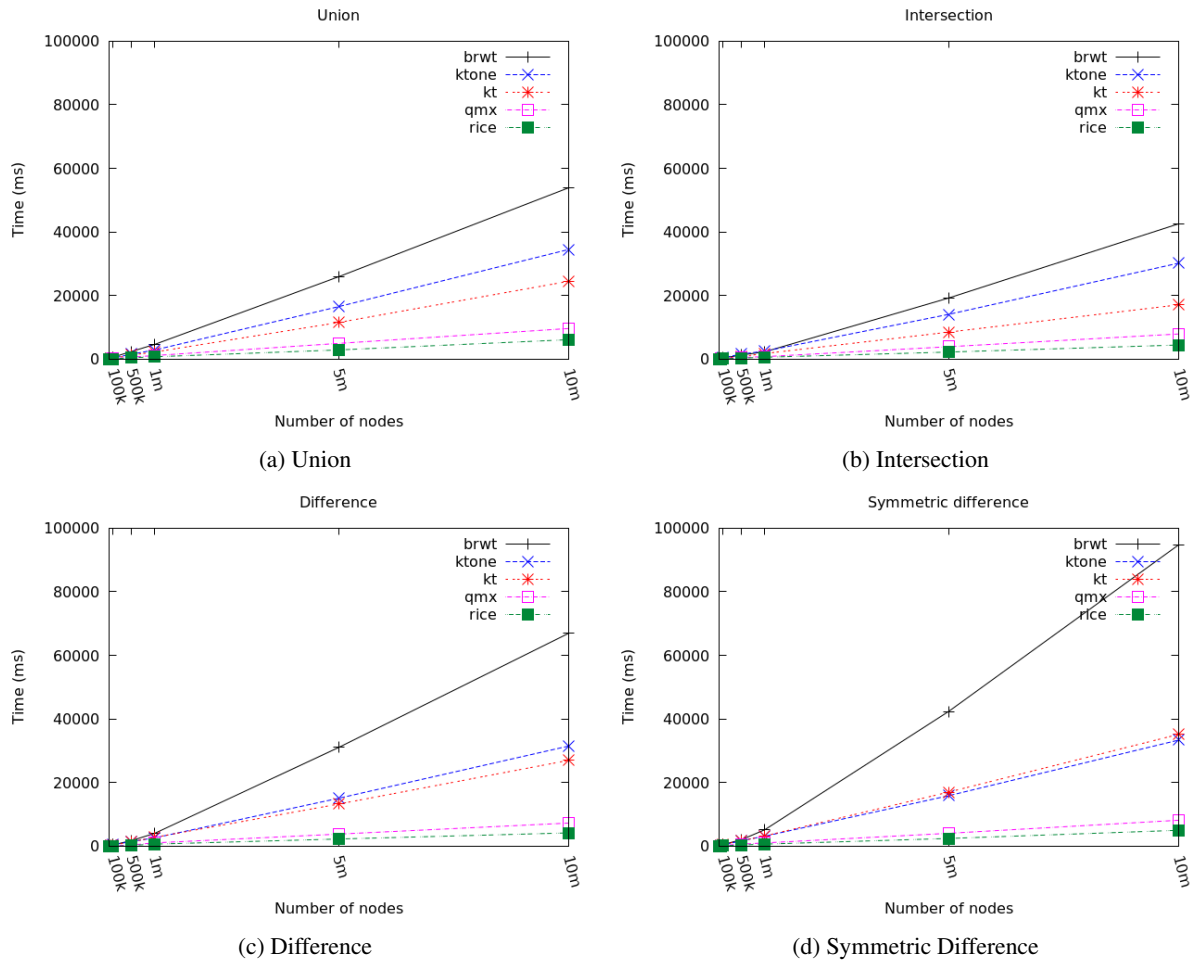 Union
100000
80000
60000
40000
20000
0
Time (ms)
brwt
ktone
kt
qmx
rice
100k
500k
1m
5m
10m
Number of nodes
(a) Union
Intersection
100000
80000
60000
40000
20000
0
Time (ms)
brwt
ktone
kt
qmx
rice
100k
500k
1m
5m
10m
Number of nodes
(b) Intersection
Difference
100000
80000
60000
40000
20000
0
Time (ms)
brwt
ktone
kt
qmx
rice
100k
500k
1m
5m
10m
Number of nodes
(c) Difference
Symmetric difference
100000
80000
60000
40000
20000
0
Time (ms)
brwt
ktone
kt
qmx
rice
100k
500k
1m
5m
10m
Number of nodes
(d) Symmetric Difference